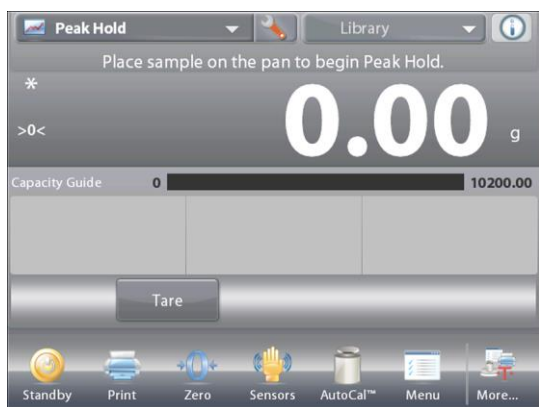 Peak Hold
Library
Place sample on the pan to begin Peak Hold.
*
>0<
0.00 g
Capacity Guide 0 10200.00
Tare
Standby Print Zero Sensors AutoCal™ Menu More...